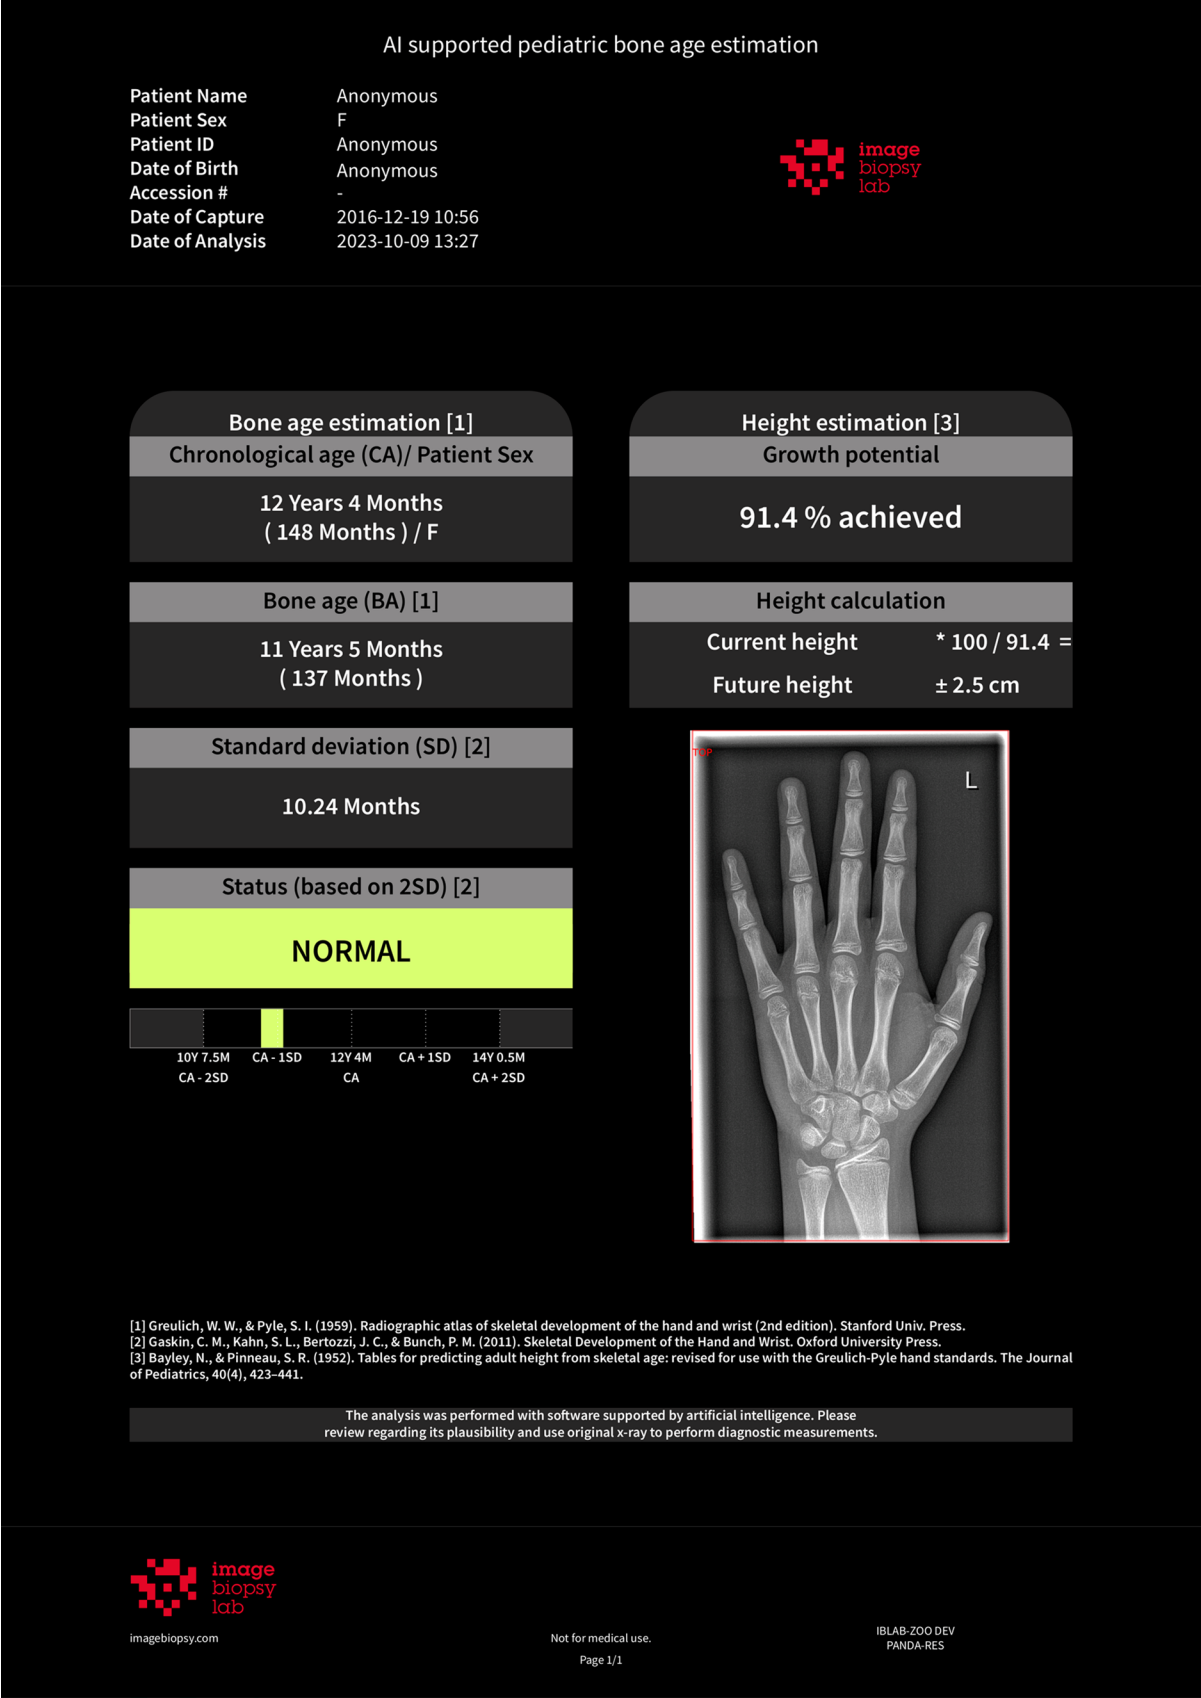 AI supported pediatric bone age estimation
Patient Name Anonymous
Patient Sex F
Patient ID Anonymous
Date of Birth Anonymous
Accession # -
Date of Capture 2016-12-19 10:56
Date of Analysis 2023-10-09 13:27
image
biopsy
lab
Bone age estimation [1]
Chronological age (CA)/ Patient Sex
12 Years 4 Months
( 148 Months ) / F
Bone age (BA) [1]
11 Years 5 Months
( 137 Months )
Standard deviation (SD) [2]
10.24 Months
Status (based on 2SD) [2]
NORMAL
10Y 7.5M CA - 1SD 12Y 4M CA + 1SD 14Y 0.5M
CA - 2SD CA CA + 2SD
Height estimation [3]
Growth potential
91.4 % achieved
Height calculation
Current height * 100 / 91.4 =
Future height ± 2.5 cm
TOP
L
[1] Greulich, W. W., & Pyle, S. I. (1959). Radiographic atlas of skeletal development of the hand and wrist (2nd edition). Stanford Univ. Press.
[2] Gaskin, C. M., Kahn, S. L., Bertozzi, J. C., & Bunch, P. M. (2011). Skeletal Development of the Hand and Wrist. Oxford University Press.
[3] Bayley, N., & Pinneau, S. R. (1952). Tables for predicting adult height from skeletal age: revised for use with the Greulich-Pyle hand standards. The Journal
of Pediatrics, 40(4), 423–441.
The analysis was performed with software supported by artificial intelligence. Please
review regarding its plausibility and use original x-ray to perform diagnostic measurements.
image
biopsy
lab
imagebiopsy.com
Not for medical use.
Page 1/1
IBLAB-ZOO DEV
PANDA-RES